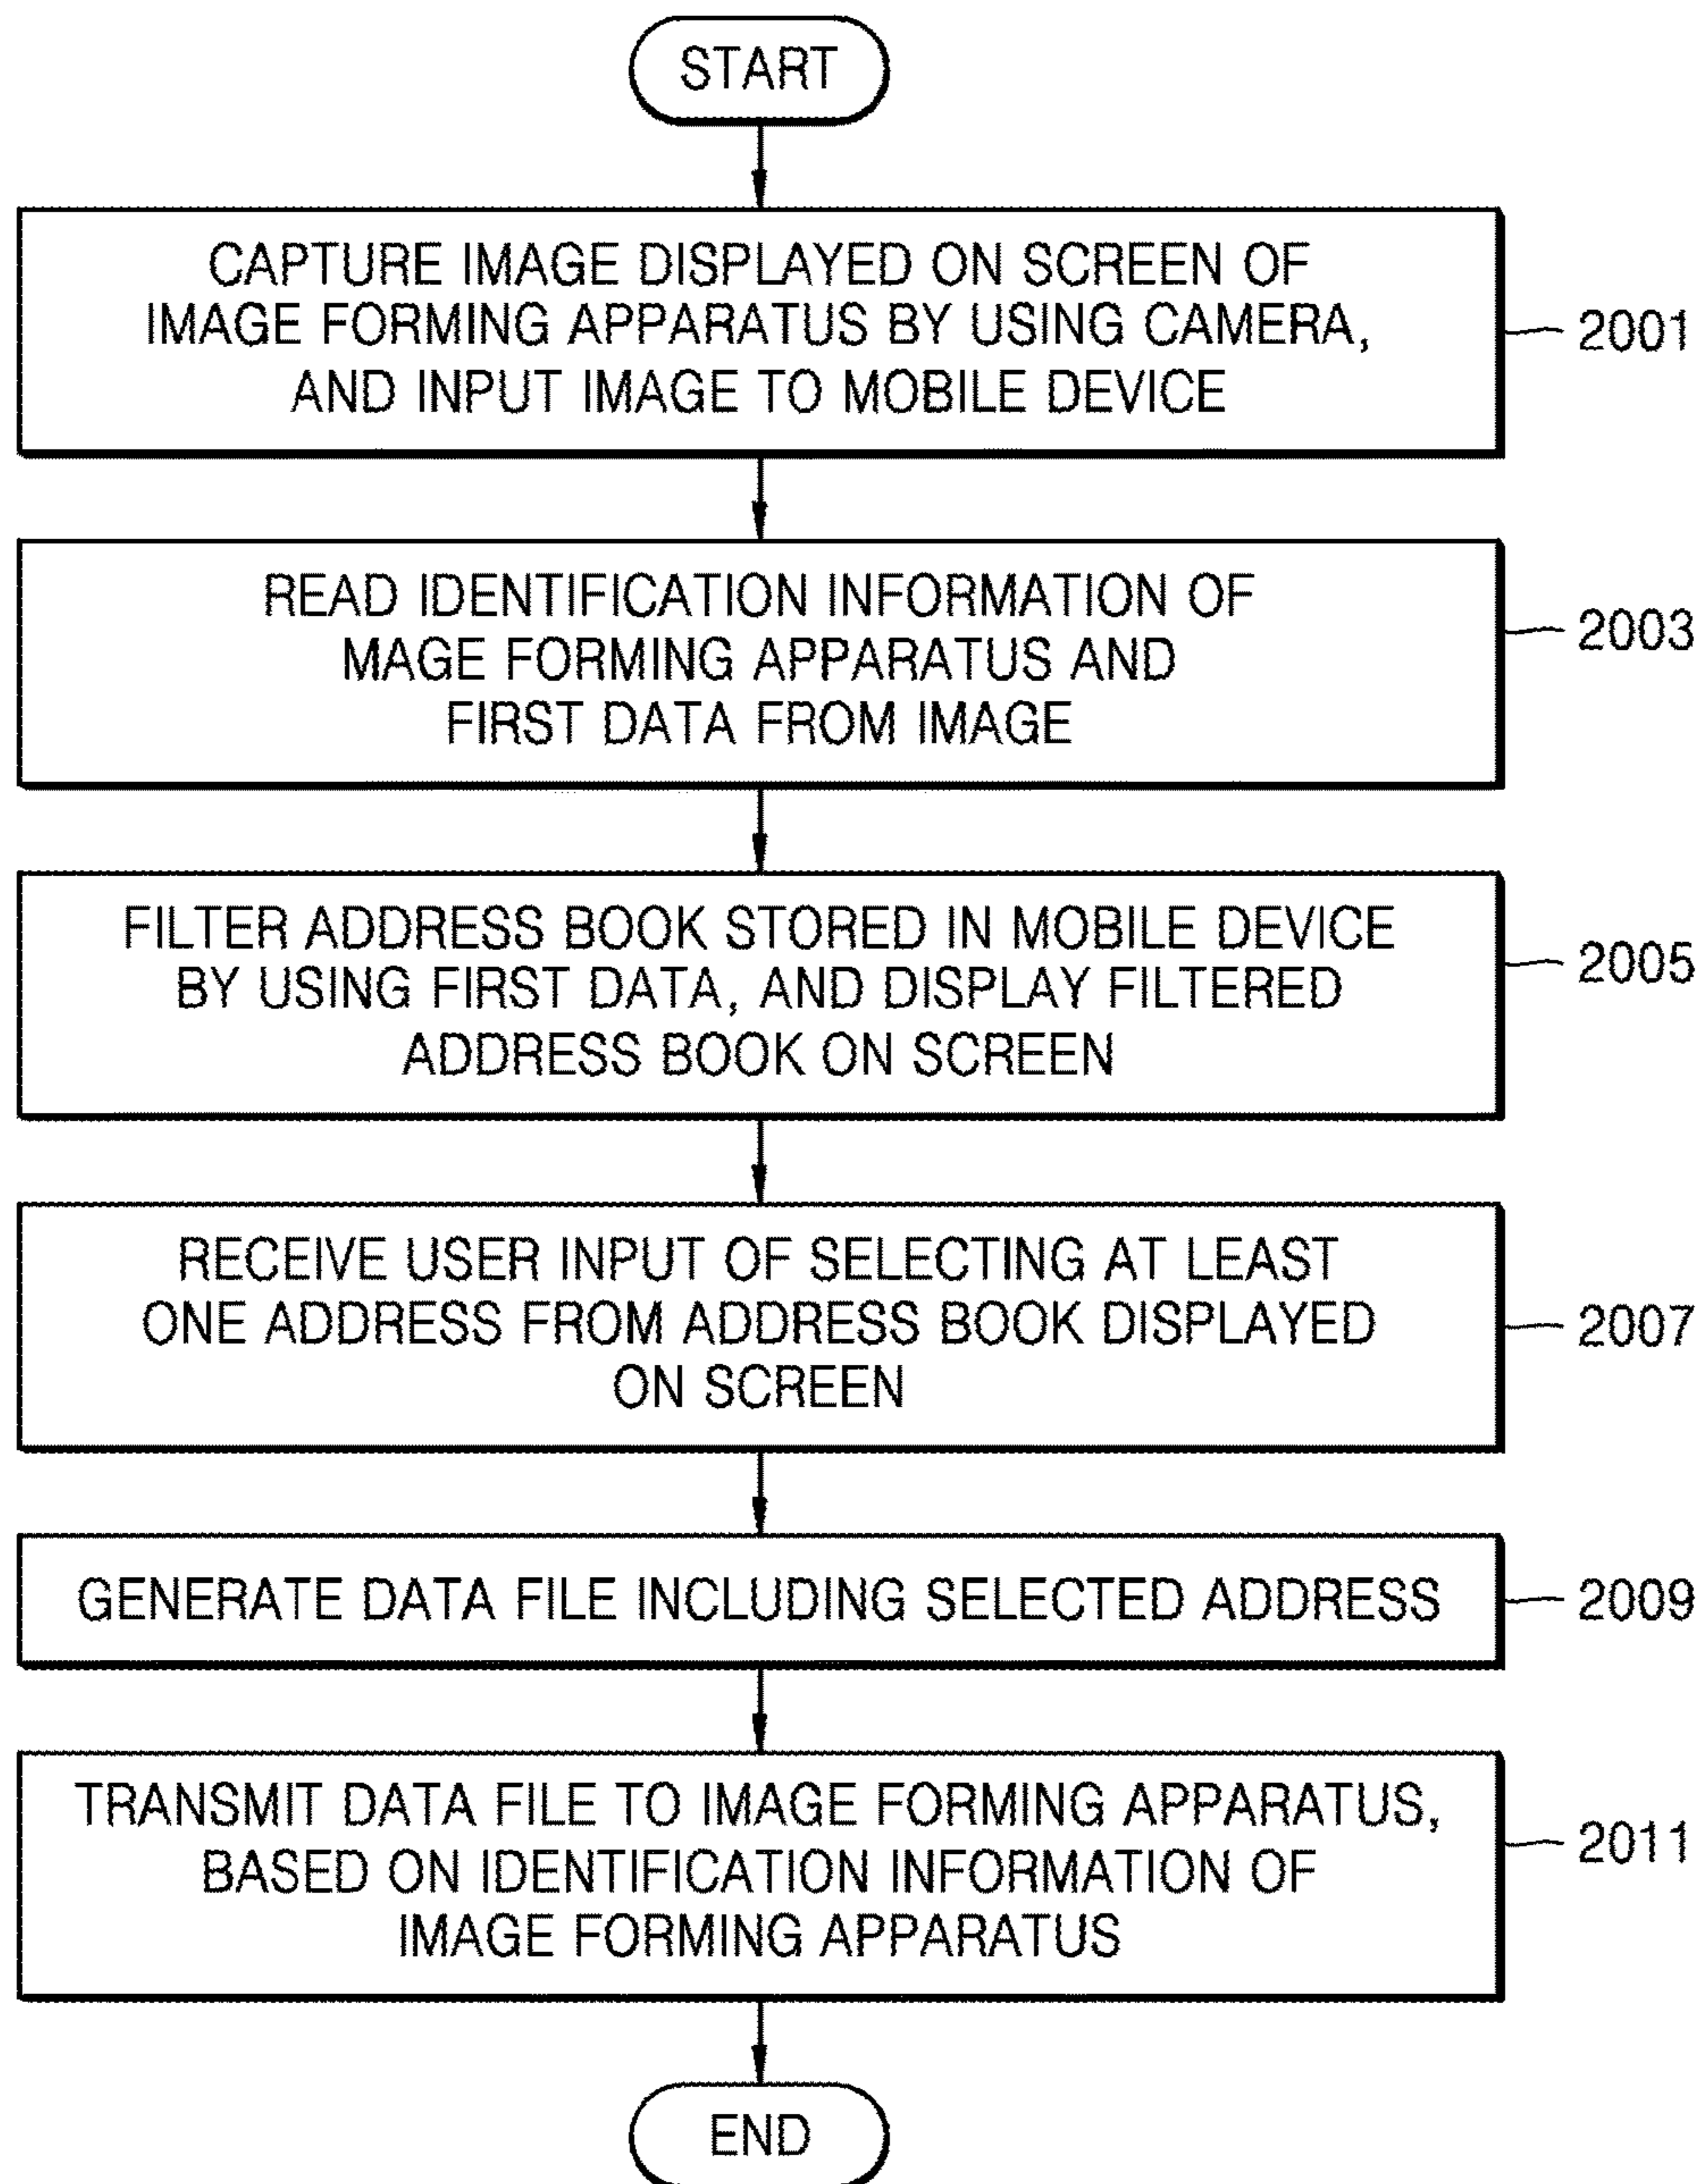 START
CAPTURE IMAGE DISPLAYED ON SCREEN OF
IMAGE FORMING APPARATUS BY USING CAMERA,
AND INPUT IMAGE TO MOBILE DEVICE
2001
READ IDENTIFICATION INFORMATION OF
MAGE FORMING APPARATUS AND
FIRST DATA FROM IMAGE
2003
FILTER ADDRESS BOOK STORED IN MOBILE DEVICE
BY USING FIRST DATA, AND DISPLAY FILTERED
ADDRESS BOOK ON SCREEN
2005
RECEIVE USER INPUT OF SELECTING AT LEAST
ONE ADDRESS FROM ADDRESS BOOK DISPLAYED
ON SCREEN
2007
GENERATE DATA FILE INCLUDING SELECTED ADDRESS
2009
TRANSMIT DATA FILE TO IMAGE FORMING APPARATUS,
BASED ON IDENTIFICATION INFORMATION OF
IMAGE FORMING APPARATUS
2011
END